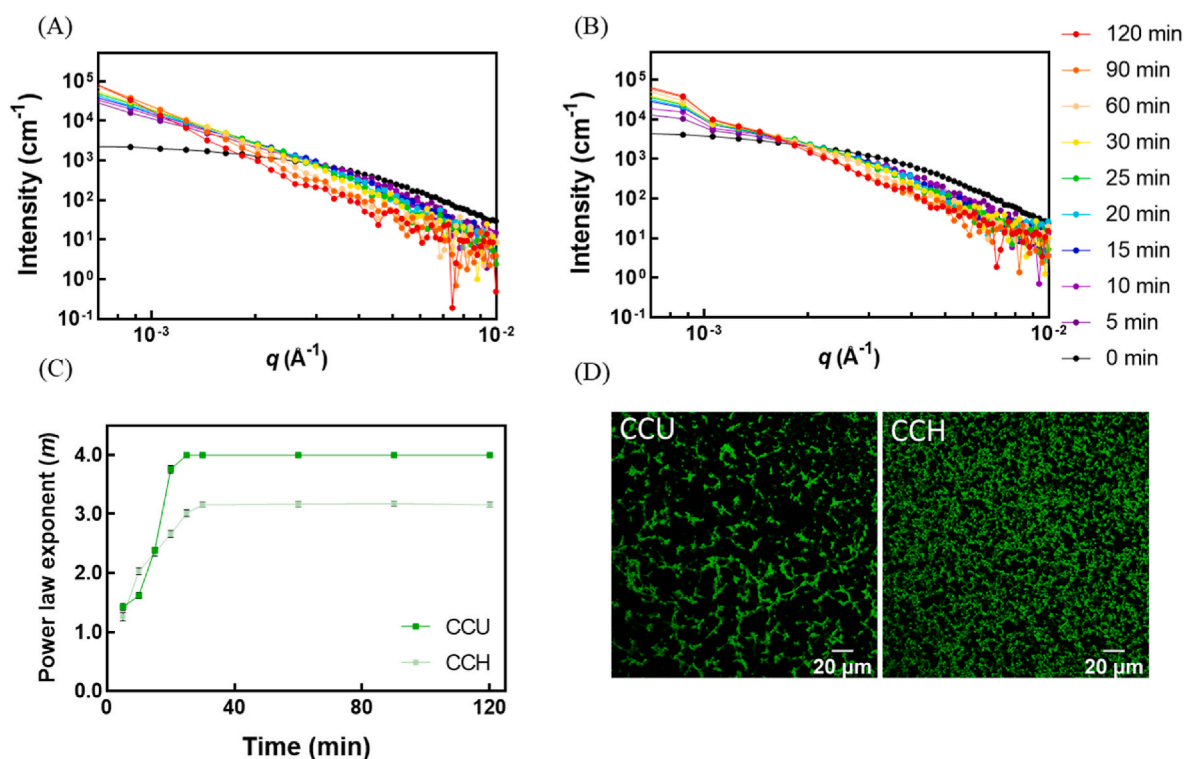 (A)
10⁵
10⁴
10³
10²
10¹
10⁰
10⁻¹
Intensity (cm⁻¹)
10⁻³
10⁻²
q (Å⁻¹)
(B)
10⁵
10⁴
10³
10²
10¹
10⁰
10⁻¹
Intensity (cm⁻¹)
10⁻³
10⁻²
q (Å⁻¹)
120 min
90 min
60 min
30 min
25 min
20 min
15 min
10 min
5 min
0 min
(C)
4.0
3.0
2.0
1.0
0.0
Power law exponent (m)
CCU
CCH
0
40
80
120
Time (min)
(D)
CCU
20 µm
CCH
20 µm